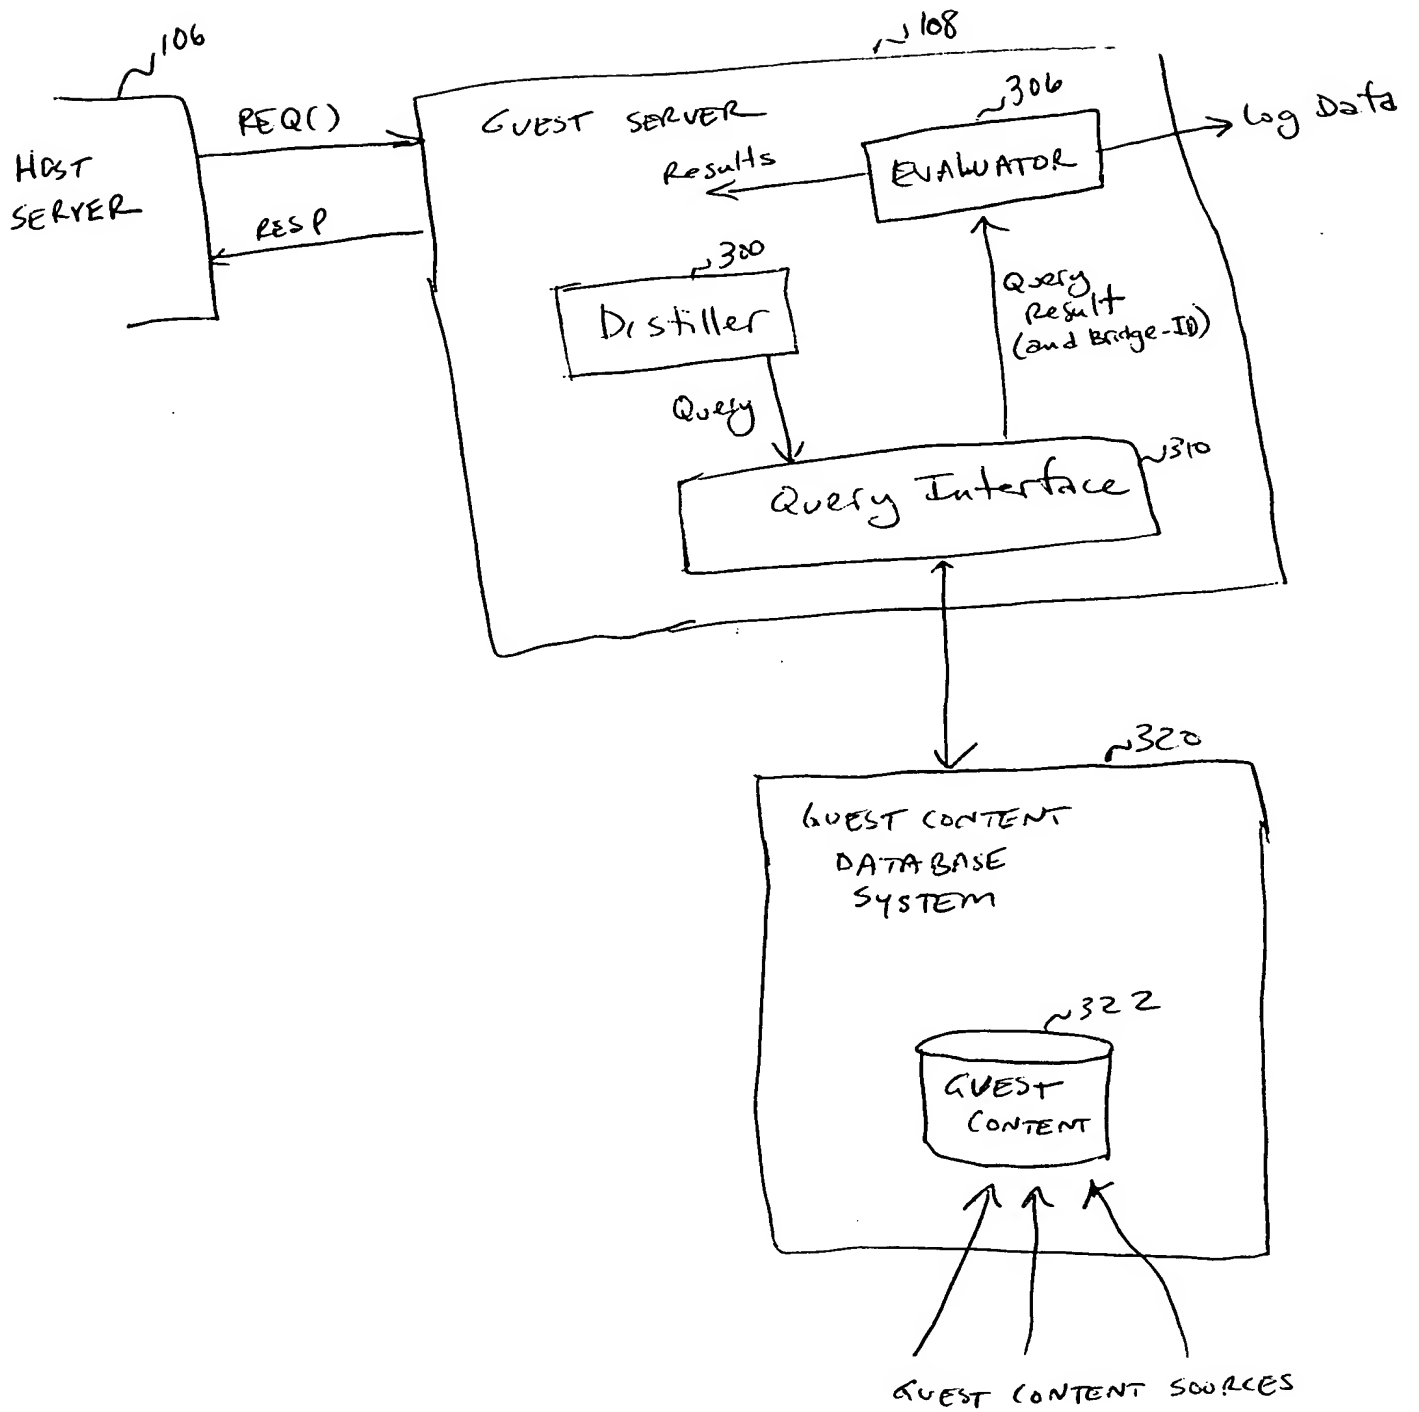 106
108
HOST
SERVER
REQ()
RESP
GUEST SERVER
306
EVALUATOR
Log Data
Results
300
Distiller
Query
Query
Result
(and Bridge-ID)
310
Query Interface
320
GUEST CONTENT
DATABASE
SYSTEM
322
GUEST
CONTENT
GUEST CONTENT SOURCES